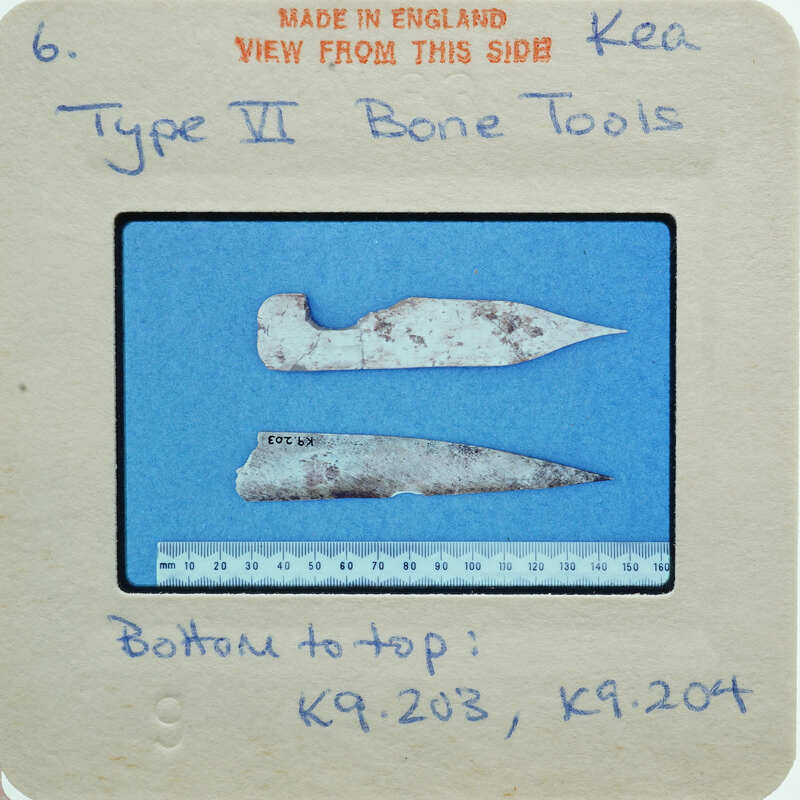 MADE IN ENGLAND
VIEW FROM THIS SIDE
6.
Kea
Type VI Bone Tools
K9.203
mm 10 20 30 40 50 60 70 80 90 100 110 120 130 140 150 160
Bottom to top:
K9.203, K9.204
9